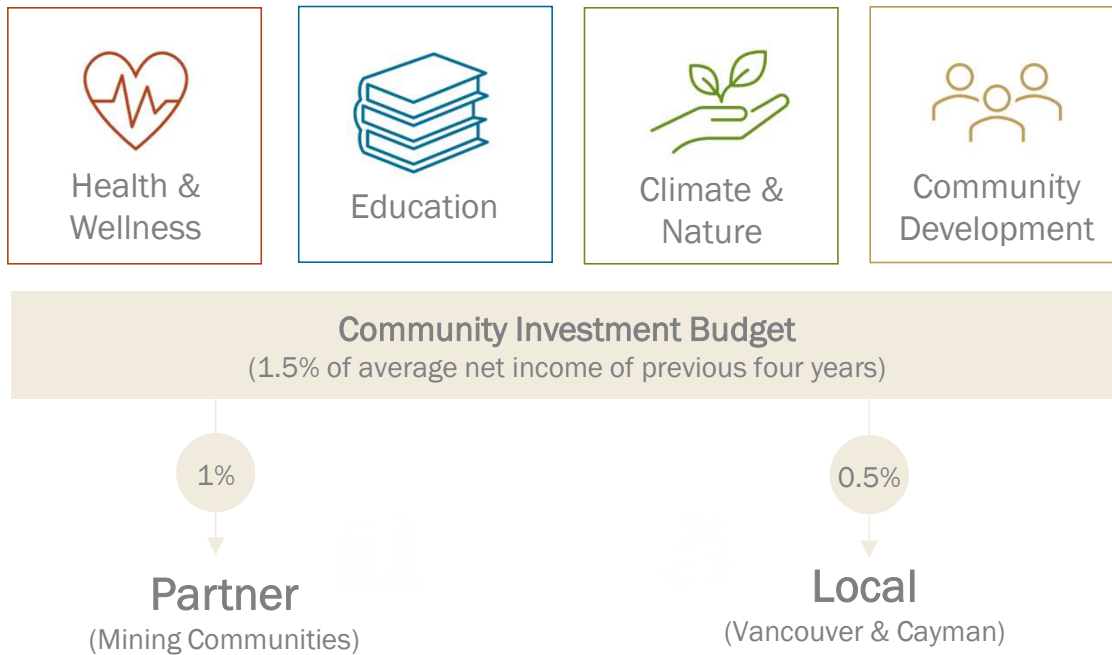 Health &
Wellness
Education
Climate &
Nature
Community
Development
Community Investment Budget
(1.5% of average net income of previous four years)
1%
0.5%
Partner
(Mining Communities)
Local
(Vancouver & Cayman)